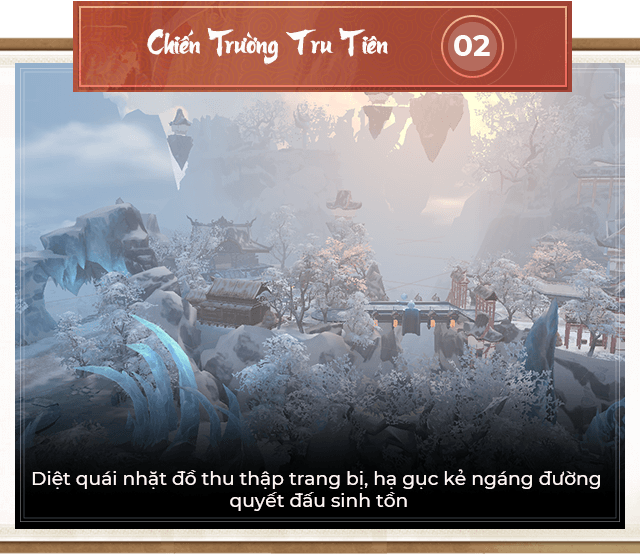 Chiến Trường Tru Tiên
02
Diệt quái nhặt đồ thu thập trang bị, hạ gục kẻ ngáng đường
quyết đấu sinh tồn